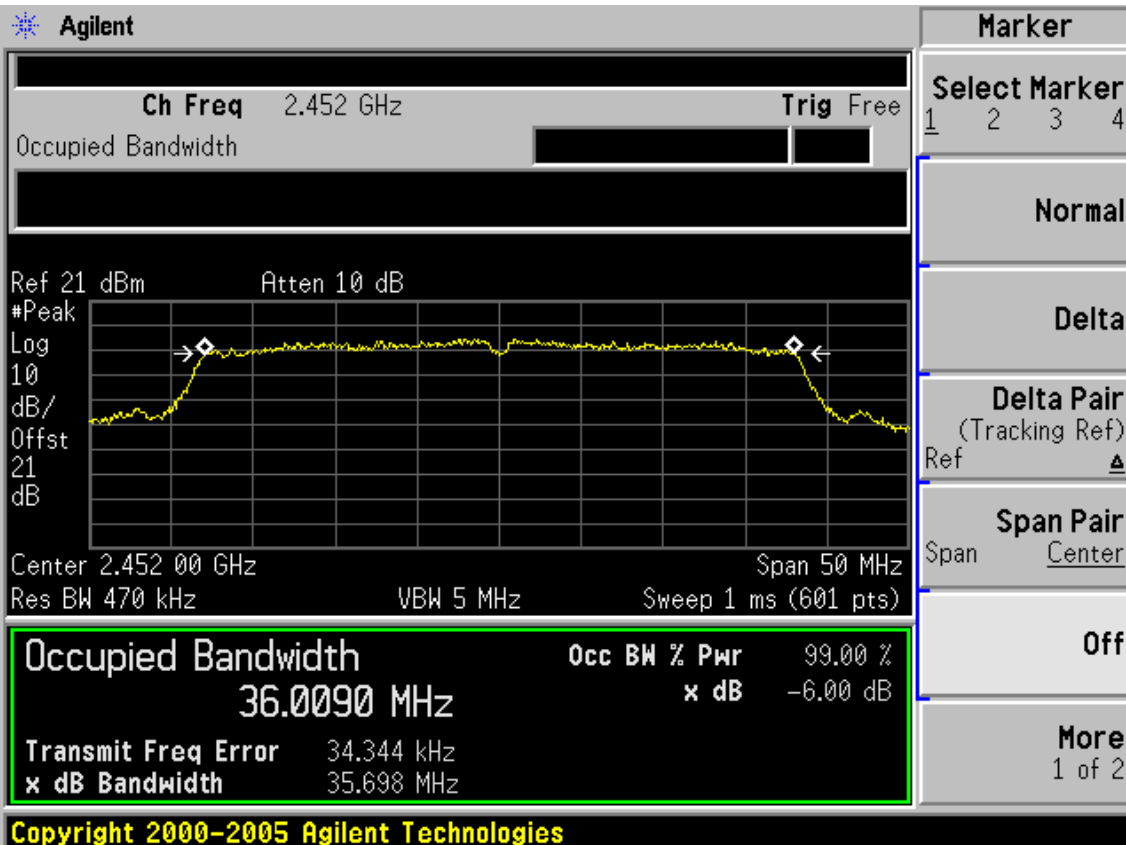 Agilent
Marker
Ch Freq 2.452 GHz Trig Free
Occupied Bandwidth
Select Marker
1 2 3 4
Normal
Delta
Delta Pair
(Tracking Ref)
Ref Δ
Span Pair
Span Center
Off
More
1 of 2
Ref 21 dBm Atten 10 dB
#Peak
Log
10
dB/
Offst
21
dB
Center 2.452 00 GHz Span 50 MHz
Res BW 470 kHz VBW 5 MHz Sweep 1 ms (601 pts)
Occupied Bandwidth Occ BW % Pwr 99.00 %
36.0090 MHz x dB -6.00 dB
Transmit Freq Error 34.344 kHz
x dB Bandwidth 35.698 MHz
Copyright 2000-2005 Agilent Technologies